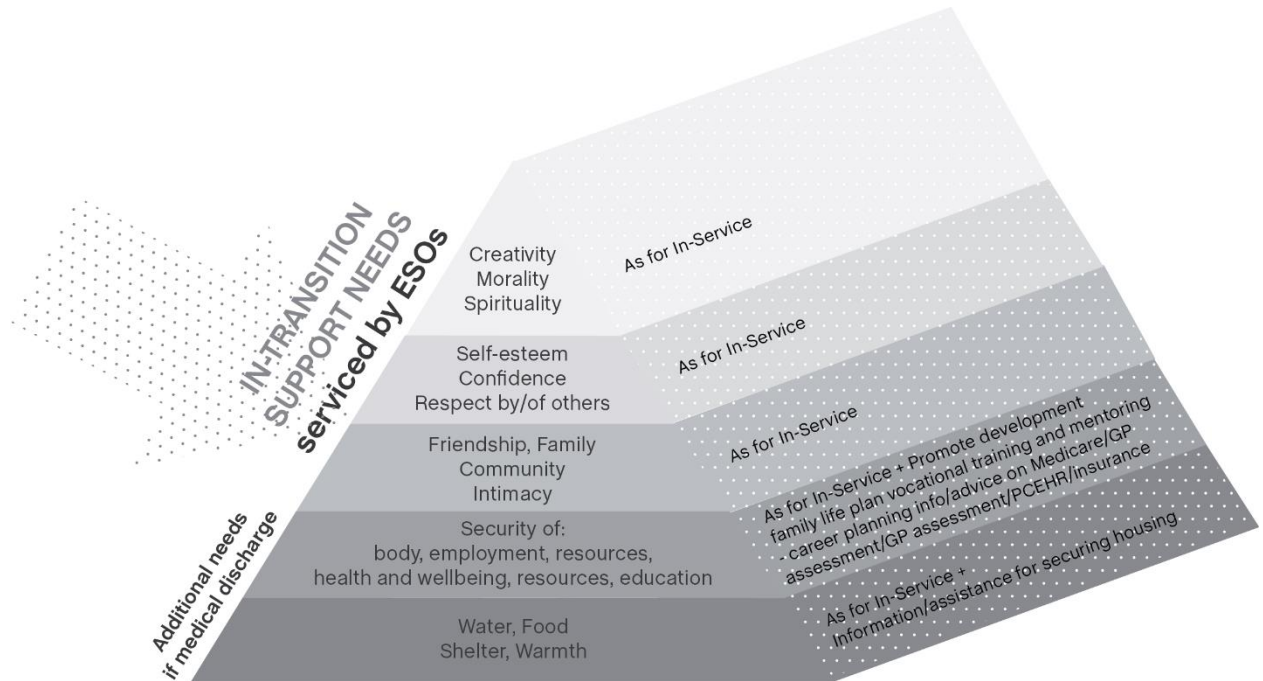 IN-TRANSITION
SUPPORT NEEDS
serviced by ESOs
Additional needs
if medical discharge
Creativity
Morality
Spirituality
As for In-Service
Self-esteem
Confidence
Respect by/of others
As for In-Service
Friendship, Family
Community
Intimacy
As for In-Service
Security of:
body, employment, resources,
health and wellbeing, resources, education
As for In-Service + Promote development
family life plan vocational training and mentoring
- career planning info/advice on Medicare/GP
assessment/GP assessment/PCEHR/insurance
Water, Food
Shelter, Warmth
As for In-Service +
Information/assistance for securing housing